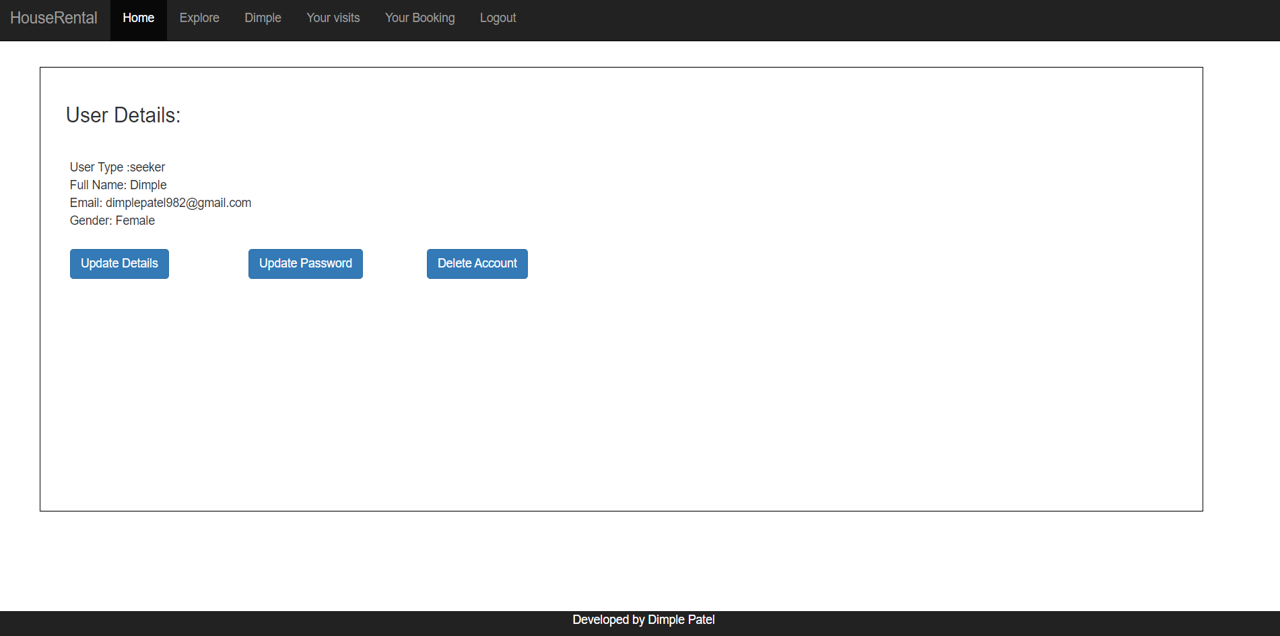 HouseRental Home Explore Dimple Your visits Your Booking Logout
User Details:
User Type :seeker
Full Name: Dimple
Email: dimplepatel982@gmail.com
Gender: Female
Update Details Update Password Delete Account
Developed by Dimple Patel